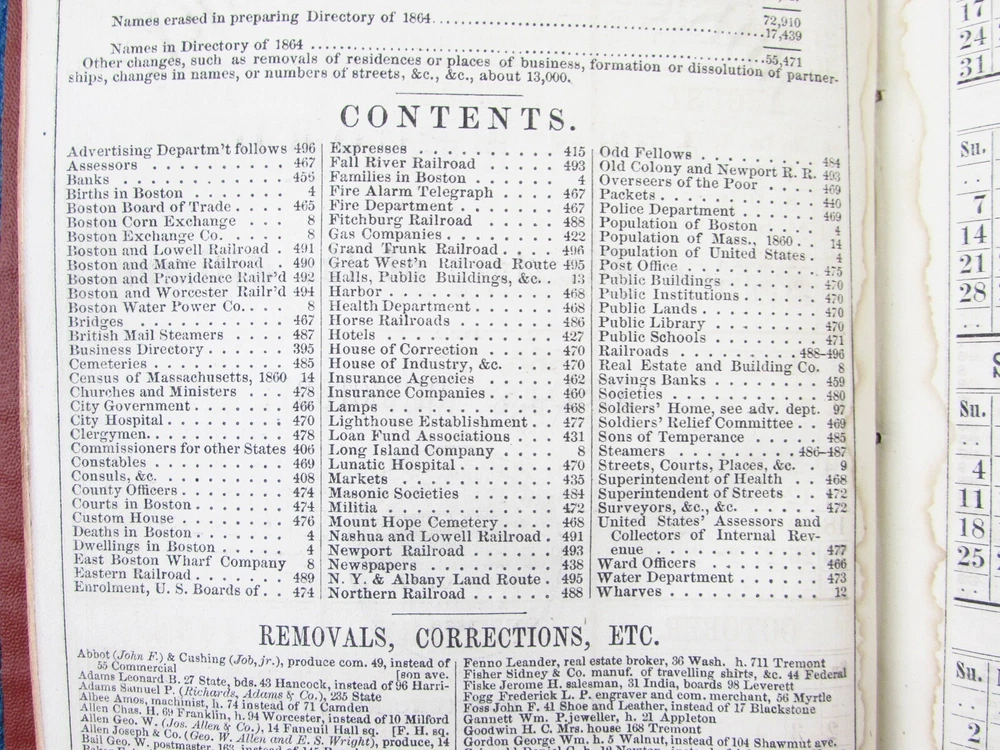 Names erased in preparing Directory of 1864 72,910
17,439
Names in Directory of 1864 55,471
Other changes, such as removals of residences or places of business, formation or dissolution of partner-
ships, changes in names, or numbers of streets, &c., &c., about 13,000.
CONTENTS.
Advertising Departm't follows 496
Assessors 467
Banks 456
Births in Boston 4
Boston Board of Trade 465
Boston Corn Exchange 8
Boston Exchange Co. 8
Boston and Lowell Railroad 491
Boston and Maine Railroad 490
Boston and Providence Railr'd 492
Boston and Worcester Railr'd 494
Boston Water Power Co. 8
Bridges 467
British Mail Steamers 487
Business Directory 395
Cemeteries 485
Census of Massachusetts, 1860 14
Churches and Ministers 478
City Government 466
City Hospital 470
Clergymen 478
Commissioners for other States 406
Constables 469
Consuls, &c. 408
County Officers 474
Courts in Boston 474
Custom House 476
Deaths in Boston 4
Dwellings in Boston 4
East Boston Wharf Company 8
Eastern Railroad 489
Enrolment, U. S. Boards of 474
Expresses 415
Fall River Railroad 493
Families in Boston 4
Fire Alarm Telegraph 467
Fire Department 467
Fitchburg Railroad 488
Gas Companies 422
Grand Trunk Railroad 496
Great West'n Railroad Route 495
Halls, Public Buildings, &c. 13
Harbor 468
Health Department 468
Horse Railroads 486
Hotels 427
House of Correction 470
House of Industry, &c. 470
Insurance Agencies 462
Insurance Companies 460
Lamps 468
Lighthouse Establishment 477
Loan Fund Associations 431
Long Island Company 8
Lunatic Hospital 470
Markets 435
Masonic Societies 484
Militia 472
Mount Hope Cemetery 468
Nashua and Lowell Railroad 491
Newport Railroad 493
Newspapers 438
N. Y. & Albany Land Route 495
Northern Railroad 488
Odd Fellows 484
Old Colony and Newport R. R. 493
Overseers of the Poor 469
Packets 440
Police Department 469
Population of Boston 4
Population of Mass., 1860 14
Population of United States 4
Post Office 475
Public Buildings 470
Public Institutions 470
Public Lands 470
Public Library 470
Public Schools 471
Railroads 488-496
Real Estate and Building Co. 8
Savings Banks 459
Societies 480
Soldiers' Home, see adv. dept. 97
Soldiers' Relief Committee 469
Sons of Temperance 485
Steamers 486-487
Streets, Courts, Places, &c. 9
Superintendent of Health 468
Superintendent of Streets 472
Surveyors, &c., &c. 472
United States' Assessors and
Collectors of Internal Rev-
enue 477
Ward Officers 466
Water Department 473
Wharves 12
REMOVALS, CORRECTIONS, ETC.
Abbot (John F.) & Cushing (Job, jr.), produce com. 49, instead of
55 Commercial [son ave.
Adams Leonard B. 27 State, bds. 43 Hancock, instead of 96 Harri-
Adams Samuel P. (Richards, Adams & Co.), 235 State
Albee Amos, machinist, h. 74 instead of 71 Camden
Allen Chas. H. 69 Franklin, h. 94 Worcester, instead of 10 Milford
Allen Geo. W. (Jos. Allen & Co.), 14 Faneuil Hall sq. [F. H. sq.
Allen Joseph & Co. (Geo. W. Allen and E. S. Wright), produce, 14
Ball Geo. W. postmaster, 163, instead of
Fenno Leander, real estate broker, 36 Wash. h. 711 Tremont
Fisher Sidney & Co. manuf. of travelling shirts, &c. 44 Federal
Fiske Jerome H. salesman, 31 India, boards 98 Leverett
Fogg Frederick L. P. engraver and com. merchant, 56 Myrtle
Foss John F. 41 Shoe and Leather, instead of 17 Blackstone
Gannett Wm. P. jeweller, h. 21 Appleton
Goodwin H. C. Mrs. house 168 Tremont
Gordon George Wm. h. 5 Walnut, instead of 104 Shawmut ave.
17
24
31
Su.
7
14
21
28
Su.
4
11
18
25
Su.
2